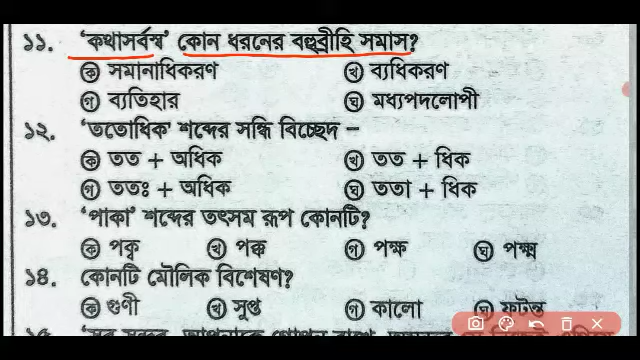 ১১. ‘কথাসর্বস্ব’ কোন ধরনের বহুব্রীহি সমাস?
ক সমানাধিকরণ খ ব্যধিকরণ
গ ব্যতিহার ঘ মধ্যপদলোপী
১২. ‘ততোধিক’ শব্দের সন্ধি বিচ্ছেদ –
ক তত + অধিক খ তত + ধিক
গ ততঃ + অধিক ঘ ততা + ধিক
১৩. ‘পাকা’ শব্দের তৎসম রূপ কোনটি?
ক পক্ব খ পক্ক গ পক্ষ ঘ পক্ষ্ম
১৪. কোনটি মৌলিক বিশেষণ?
ক গুণী খ সুপ্ত গ কালো ঘ ফুটন্ত